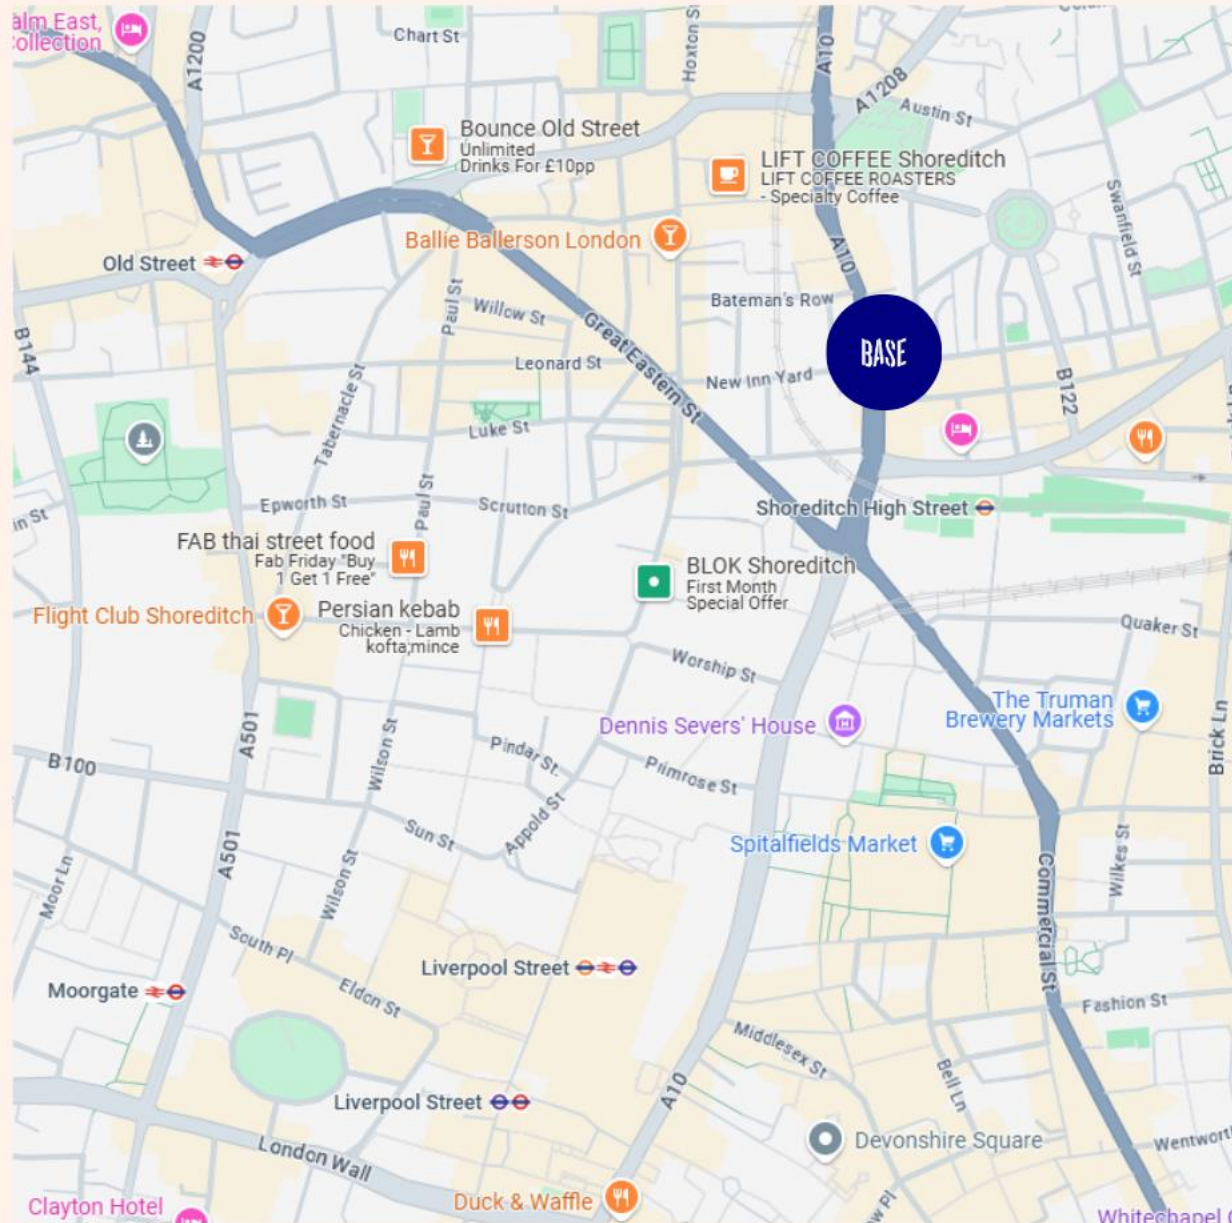 alm East,
Collection
A1200
Chart St
Hoxton S
A10
A1208
Austin St
Bounce Old Street
Unlimited
Drinks For £10pp
LIFT COFFEE Shoreditch
LIFT COFFEE ROASTERS
- Specialty Coffee
Swanfield St
Ballie Ballerson London
A10
Old Street
Paul St
Willow St
Bateman's Row
Great Eastern St
BASE
B144
Leonard St
New Inn Yard
B122
Tabernacle St
Luke St
Paul St
Epworth St
Scrutton St
Shoreditch High Street
in St
FAB thai street food
Fab Friday "Buy
1 Get 1 Free"
BLOK Shoreditch
First Month
Special Offer
Flight Club Shoreditch
Persian kebab
Chicken - Lamb
kofta;mince
Quaker St
Worship St
The Truman
Brewery Markets
Dennis Severs' House
A501
Wilson St
Pindar St.
Primrose St
Brick Ln
B100
Sun St
Appold St
Spitalfields Market
A501
Wilson St
Moor Ln
Wilkes St
Commercial St
South Pl
Liverpool Street
Moorgate
Eldon St
Fashion St
Middlesex St
Bell Ln
A10
Liverpool Street
London Wall
Devonshire Square
Wentwort
Duck & Waffle
Clayton Hotel
w Pl
Whitechapel